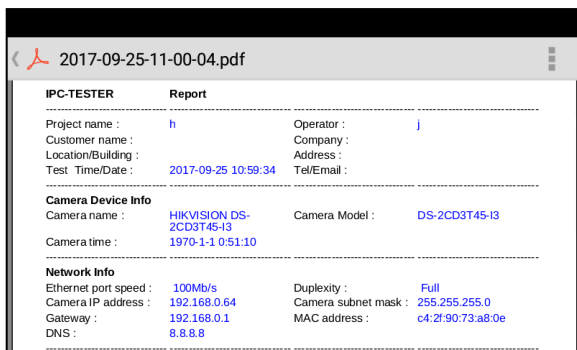 2017-09-25-11-00-04.pdf
IPC-TESTER Report
Project name : h Operator : j
Customer name : Company :
Location/Building : Address :
Test Time/Date : 2017-09-25 10:59:34 Tel/Email :
Camera Device Info
Camera name : HIKVISION DS-2CD3T45-I3 Camera Model : DS-2CD3T45-I3
Camera time : 1970-1-1 0:51:10
Network Info
Ethernet port speed : 100Mb/s Duplexity : Full
Camera IP address : 192.168.0.64 Camera subnet mask : 255.255.255.0
Gateway : 192.168.0.1 MAC address : c4:2f:90:73:a8:0e
DNS : 8.8.8.8